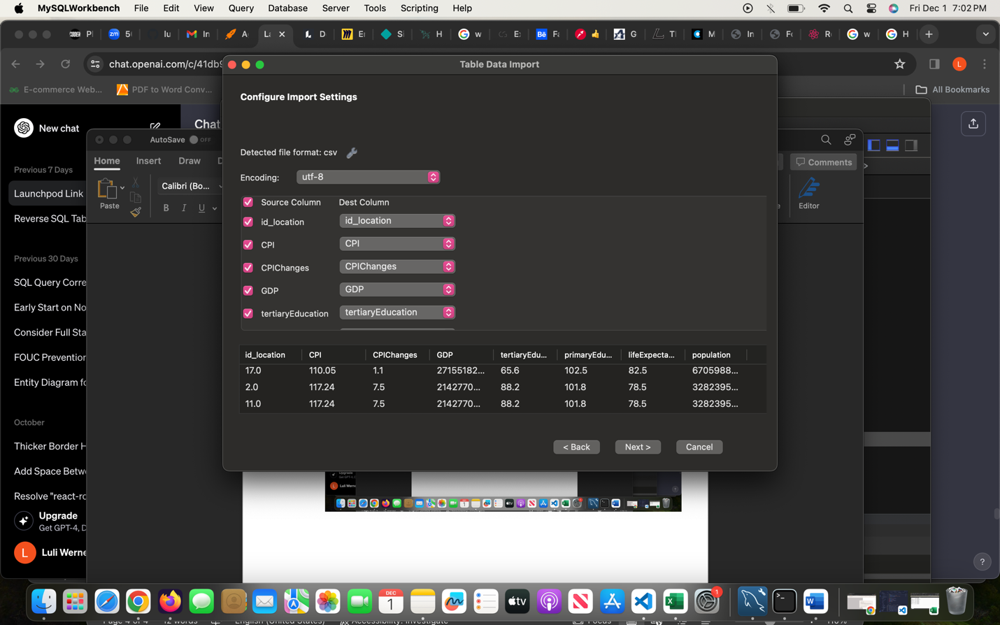 MySQLWorkbench File Edit View Query Database Server Tools Scripting Help Fri Dec 1 7:02 PM
chat.openai.com/c/41db9
Table Data Import
E-commerce Web... PDF to Word Conv... All Bookmarks
Configure Import Settings
New chat
Chat
AutoSave OFF
Home Insert Draw D
Comments
Detected file format: csv
Encoding: utf-8
Calibri (Bo...
Paste
B I U
Editor
Previous 7 Days
Launchpod Link
Reverse SQL Tab
Previous 30 Days
SQL Query Corre
Early Start on No
Consider Full Sta
FOUC Prevention
Entity Diagram fo
October
Thicker Border H
Add Space Betw
Resolve "react-ro
Upgrade
Get GPT-4, D
L Luli Werne
Source Column Dest Column
id_location id_location
CPI CPI
CPIChanges CPIChanges
GDP GDP
tertiaryEducation tertiaryEducation
id_location CPI CPIChanges GDP tertiaryEdu... primaryEdu... lifeExpecta... population
17.0 110.05 1.1 27155182... 65.6 102.5 82.5 6705988...
2.0 117.24 7.5 2142770... 88.2 101.8 78.5 3282395...
11.0 117.24 7.5 2142770... 88.2 101.8 78.5 3282395...
< Back Next > Cancel
?
DEC
1
tv
1